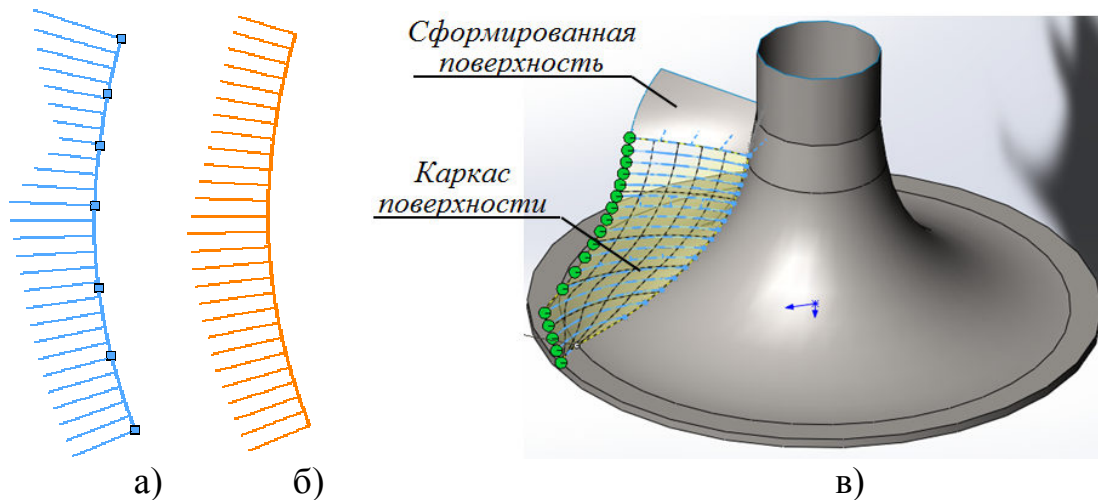 Сформированная
поверхность
Каркас
поверхности
а)
б)
в)